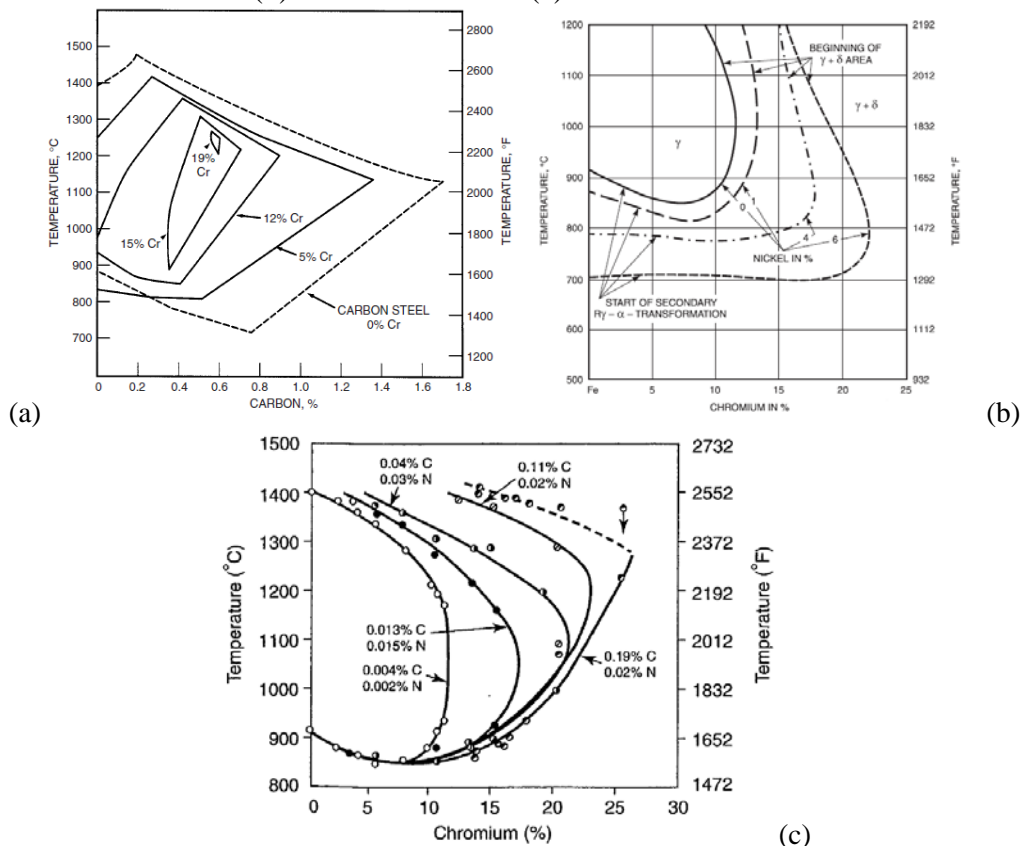 1500
1400
1300
1200
1100
1000
900
800
700
TEMPERATURE, °C
2800
2600
2400
2200
2000
1800
1600
1400
1200
TEMPERATURE, °F
19%
Cr
15% Cr
12% Cr
5% Cr
CARBON STEEL
0% Cr
0 0.2 0.4 0.6 0.8 1.0 1.2 1.4 1.6 1.8
CARBON, %
(a)
1200
1100
1000
900
800
700
600
500
TEMPERATURE, °C
2192
2012
1832
1652
1472
1292
1112
932
TEMPERATURE, °F
BEGINNING OF
γ + δ AREA
γ
γ + δ
0
1
4
6
NICKEL IN %
START OF SECONDARY
Rγ – α – TRANSFORMATION
Fe 5 10 15 20 25
CHROMIUM IN %
(b)
1500
1400
1300
1200
1100
1000
900
800
Temperature (°C)
2732
2552
2372
2192
2012
1832
1652
1472
Temperature (°F)
0.04% C
0.03% N
0.11% C
0.02% N
0.013% C
0.015% N
0.004% C
0.002% N
0.19% C
0.02% N
0 5 10 15 20 25 30
Chromium (%)
(c)